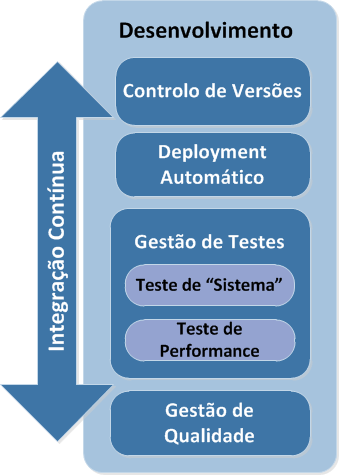 Desenvolvimento
Controlo de Versões
Deployment
Automático
Gestão de Testes
Teste de “Sistema”
Teste de
Performance
Gestão de
Qualidade
Integração Contínua